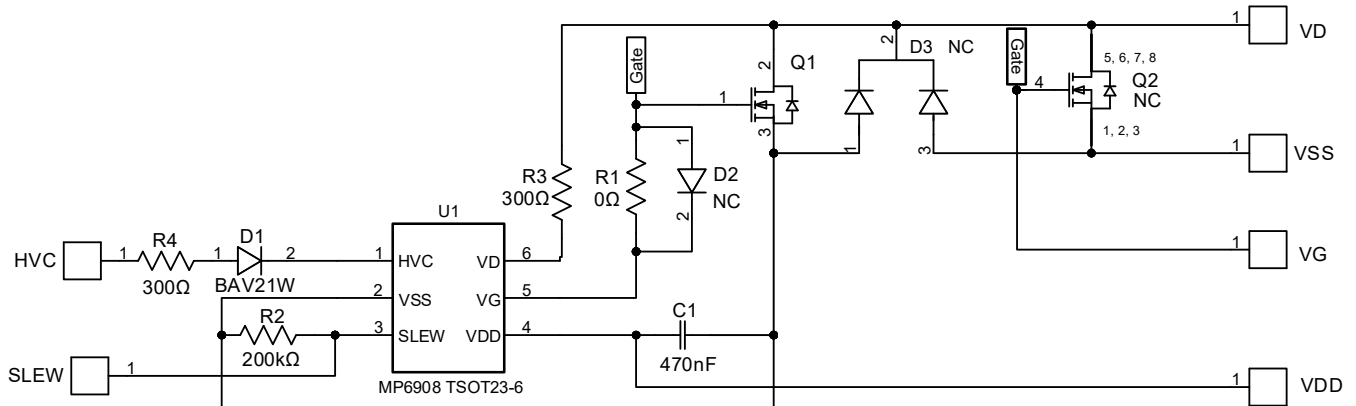 1
VD
2
D3
NC
Q1
2
Gate
Gate
5, 6, 7, 8
4
Q2
NC
1
3
1
3
1, 2, 3
1
VSS
1
R3
300Ω
R1
0Ω
D2
NC
2
U1
HVC
1
R4
300Ω
1
D1
2
BAV21W
1
HVC
VD
6
1
VG
2
VSS
VG
5
R2
200kΩ
3
SLEW
VDD
4
C1
470nF
SLEW
1
MP6908 TSOT23-6
1
VDD